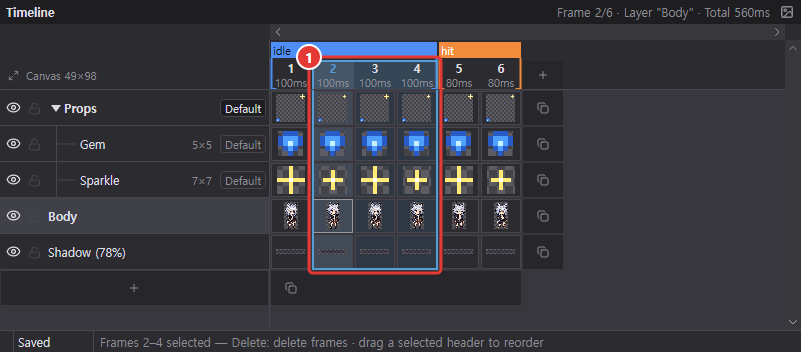 Timeline
Frame 2/6 · Layer "Body" · Total 560ms
idle
hit
1
Canvas 49×98
1 2 3 4 5 6 +
100ms 100ms 100ms 100ms 80ms 80ms
Props Default
Gem 5×5 Default
Sparkle 7×7 Default
Body
Shadow (78%)
+
Saved
Frames 2–4 selected — Delete: delete frames · drag a selected header to reorder